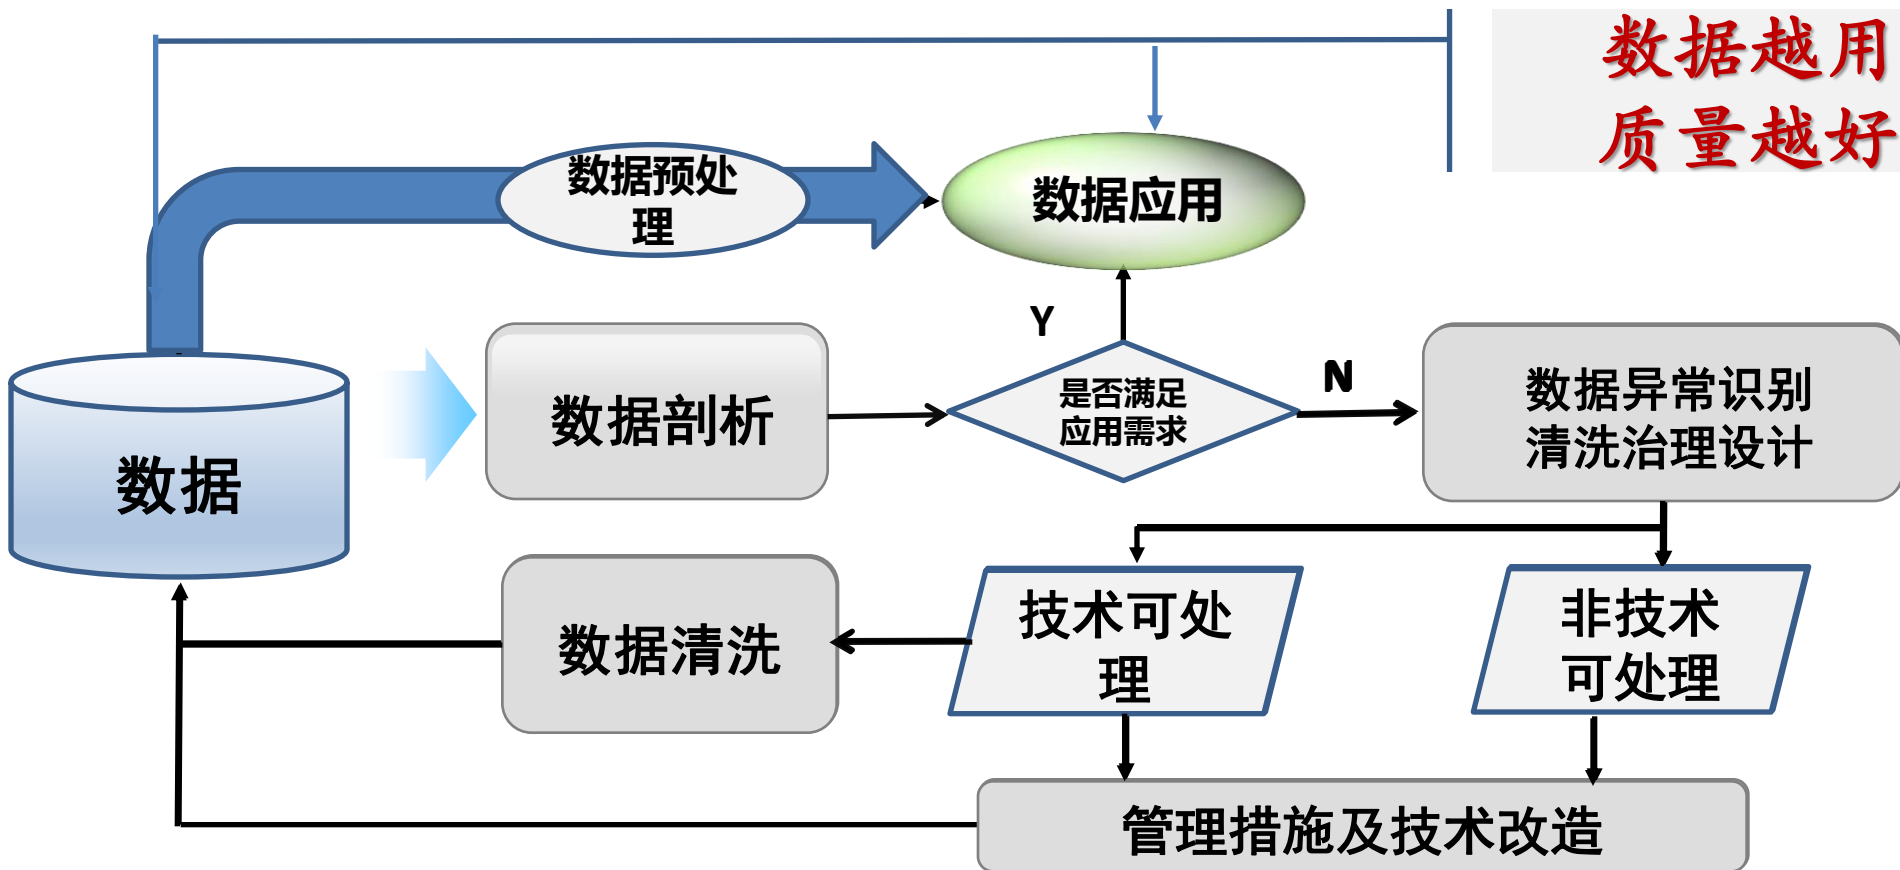 数据越用
质量越好
数据预处
理
数据应用
Y
N
数据
数据剖析
是否满足
应用需求
数据异常识别
清洗治理设计
数据清洗
技术可处
理
非技术
可处理
管理措施及技术改造